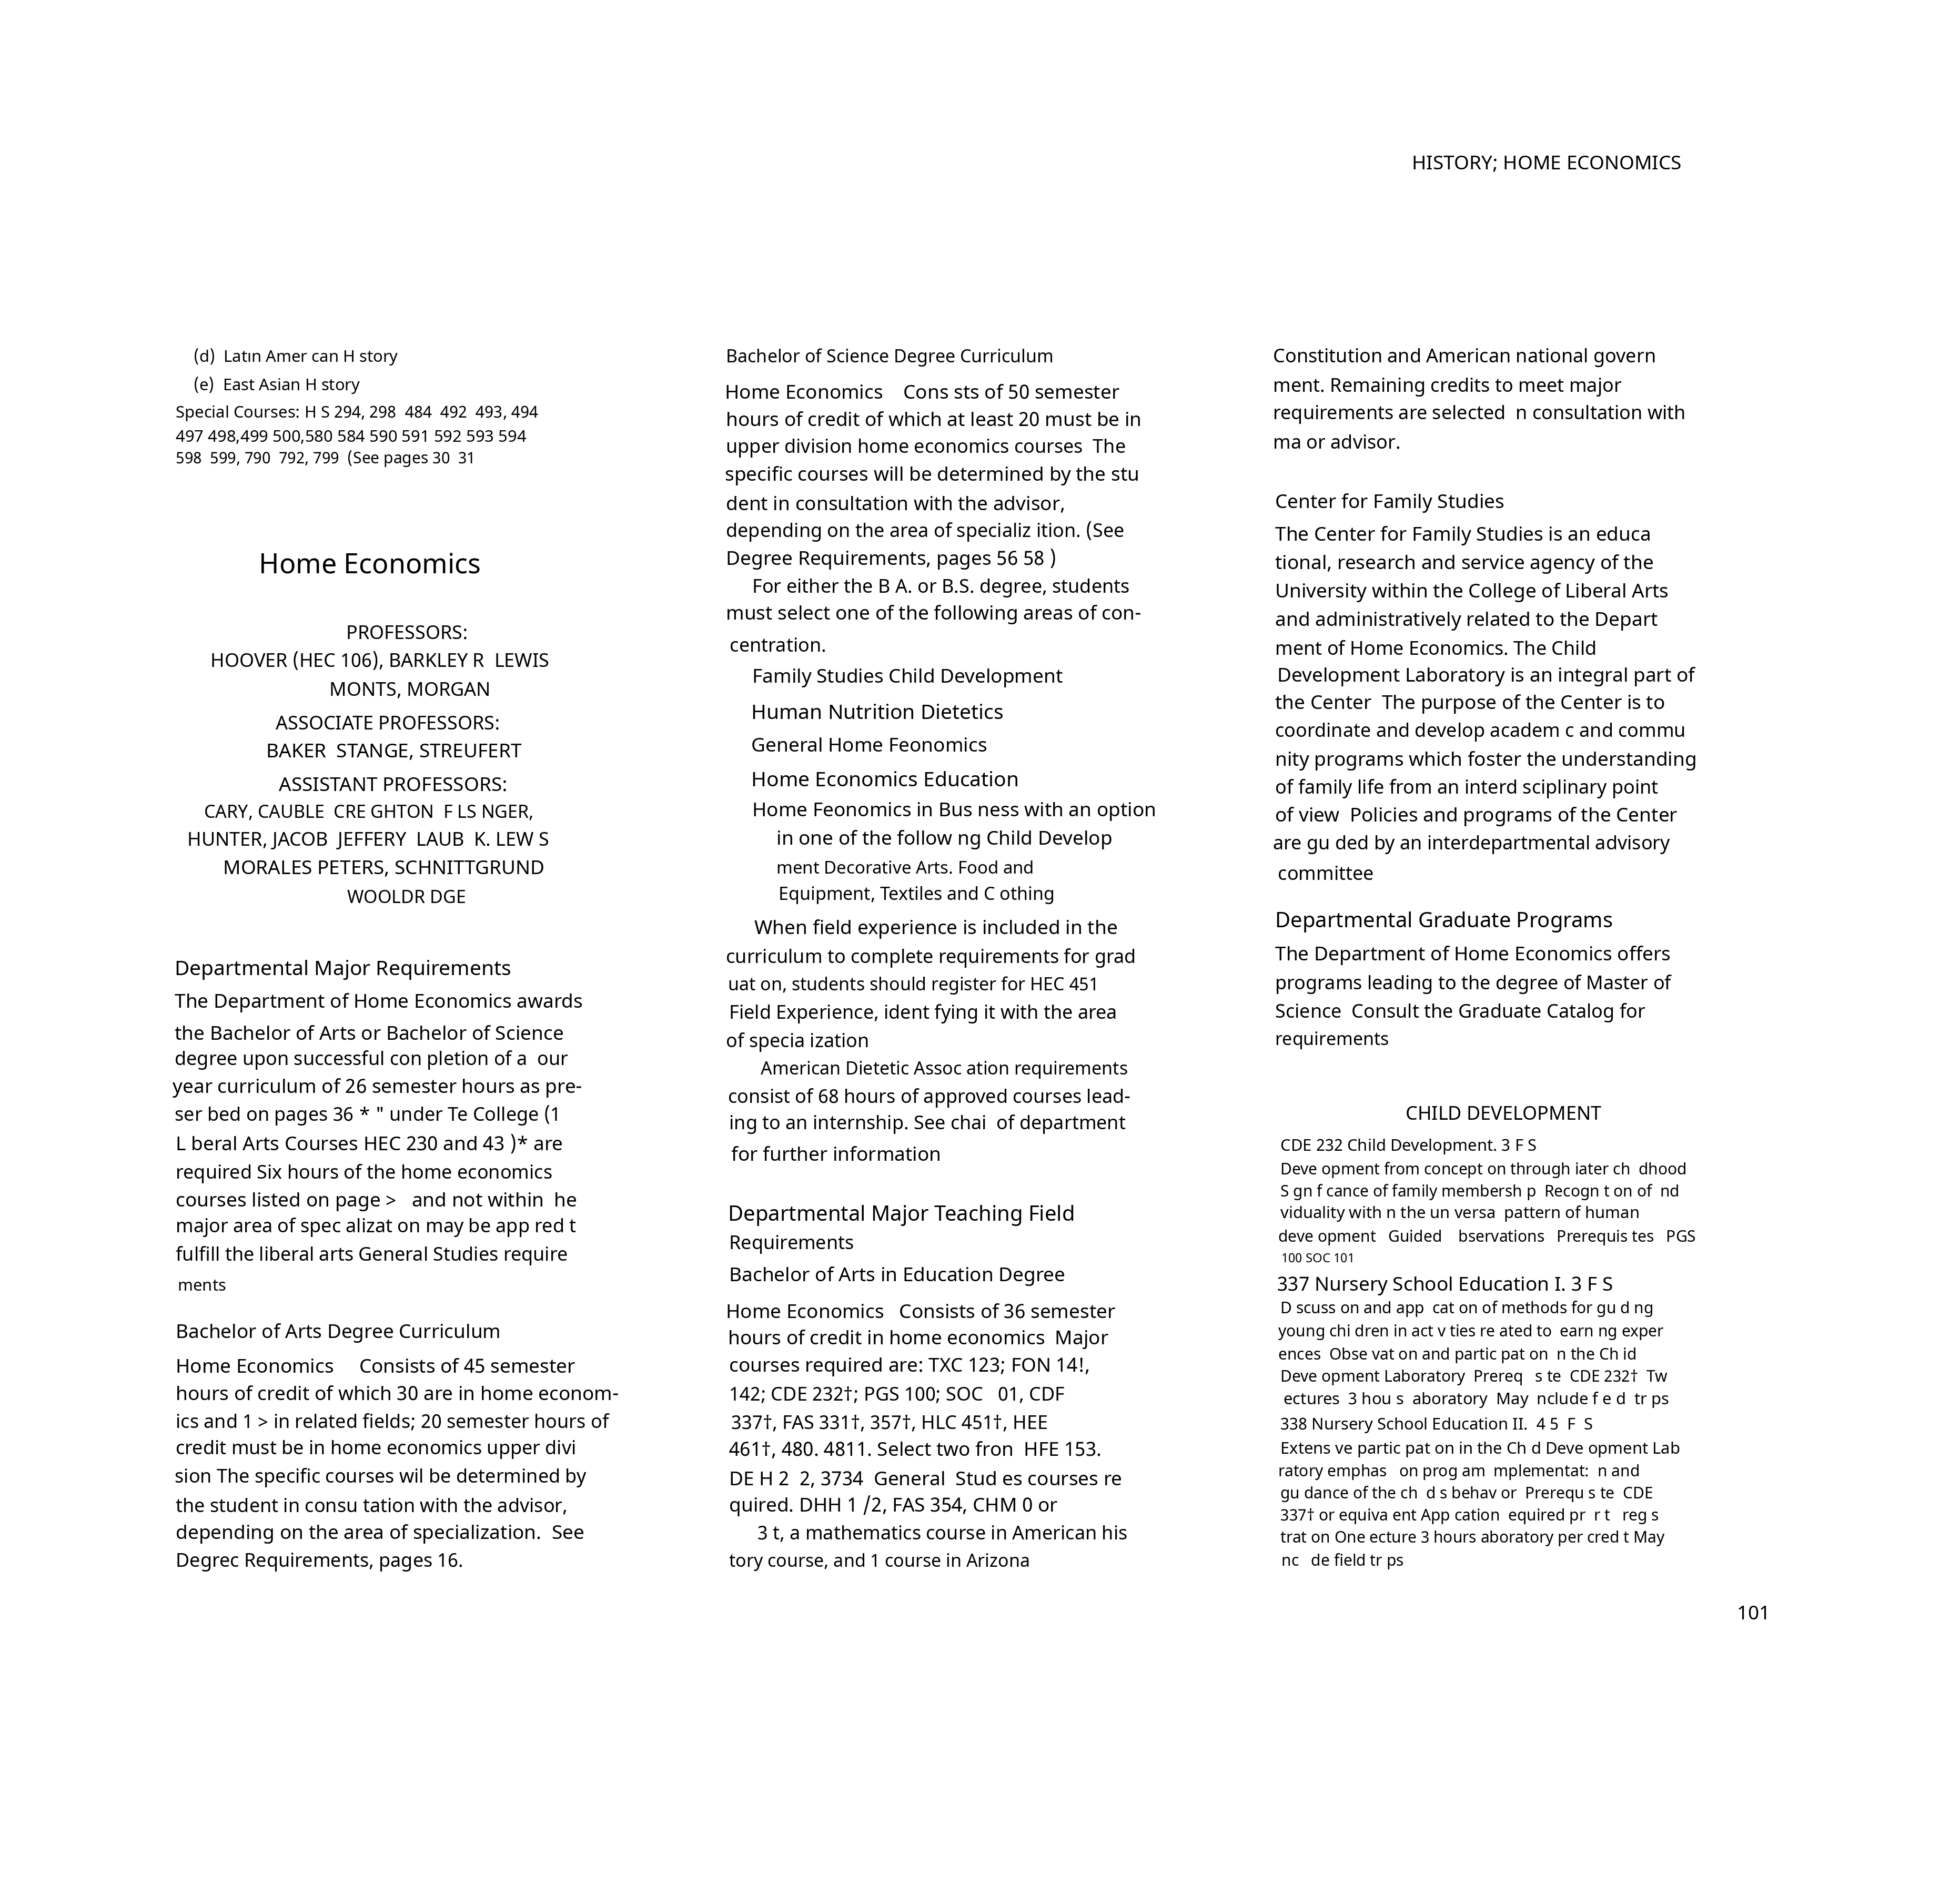 HISTORY; HOME ECONOMICS
(d) Latın Amer can H story
(e) East Asian H story
Special Courses: H S 294, 298 484 492 493, 494
497 498,499 500,580 584 590 591 592 593 594
598 599, 790 792, 799 (See pages 30 31
Home Economics
PROFESSORS:
HOOVER (HEC 106), BARKLEY R LEWIS
MONTS, MORGAN
ASSOCIATE PROFESSORS:
BAKER STANGE, STREUFERT
ASSISTANT PROFESSORS:
CARY, CAUBLE CRE GHTON F LS NGER,
HUNTER, JACOB JEFFERY LAUB K. LEW S
MORALES PETERS, SCHNITTGRUND
WOOLDR DGE
Departmental Major Requirements
The Department of Home Economics awards
the Bachelor of Arts or Bachelor of Science
degree upon successful con pletion of a our
year curriculum of 26 semester hours as pre-
ser bed on pages 36 * " under Te College (1
L beral Arts Courses HEC 230 and 43 )* are
required Six hours of the home economics
courses listed on page > and not within he
major area of spec alizat on may be app red t
fulfill the liberal arts General Studies require
ments
Bachelor of Arts Degree Curriculum
Home Economics Consists of 45 semester
hours of credit of which 30 are in home econom-
ics and 1 > in related fields; 20 semester hours of
credit must be in home economics upper divi
sion The specific courses wil be determined by
the student in consu tation with the advisor,
depending on the area of specialization. See
Degrec Requirements, pages 16.
Bachelor of Science Degree Curriculum
Home Economics Cons sts of 50 semester
hours of credit of which at least 20 must be in
upper division home economics courses The
specific courses will be determined by the stu
dent in consultation with the advisor,
depending on the area of specializ ition. (See
Degree Requirements, pages 56 58 )
For either the B A. or B.S. degree, students
must select one of the following areas of con-
centration.
Family Studies Child Development
Human Nutrition Dietetics
General Home Feonomics
Home Economics Education
Home Feonomics in Bus ness with an option
in one of the follow ng Child Develop
ment Decorative Arts. Food and
Equipment, Textiles and C othing
When field experience is included in the
curriculum to complete requirements for grad
uat on, students should register for HEC 451
Field Experience, ident fying it with the area
of specia ization
American Dietetic Assoc ation requirements
consist of 68 hours of approved courses lead-
ing to an internship. See chai of department
for further information
Departmental Major Teaching Field
Requirements
Bachelor of Arts in Education Degree
Home Economics Consists of 36 semester
hours of credit in home economics Major
courses required are: TXC 123; FON 14!,
142; CDE 232†; PGS 100; SOC 01, CDF
337†, FAS 331†, 357†, HLC 451†, HEE
461†, 480. 4811. Select two fron HFE 153.
DE H 2 2, 3734 General Stud es courses re
quired. DHH 1 /2, FAS 354, CHM 0 or
3 t, a mathematics course in American his
tory course, and 1 course in Arizona
Constitution and American national govern
ment. Remaining credits to meet major
requirements are selected n consultation with
ma or advisor.
Center for Family Studies
The Center for Family Studies is an educa
tional, research and service agency of the
University within the College of Liberal Arts
and administratively related to the Depart
ment of Home Economics. The Child
Development Laboratory is an integral part of
the Center The purpose of the Center is to
coordinate and develop academ c and commu
nity programs which foster the understanding
of family life from an interd sciplinary point
of view Policies and programs of the Center
are gu ded by an interdepartmental advisory
committee
Departmental Graduate Programs
The Department of Home Economics offers
programs leading to the degree of Master of
Science Consult the Graduate Catalog for
requirements
CHILD DEVELOPMENT
CDE 232 Child Development. 3 F S
Deve opment from concept on through iater ch dhood
S gn f cance of family membersh p Recogn t on of nd
viduality with n the un versa pattern of human
deve opment Guided bservations Prerequis tes PGS
100 SOC 101
337 Nursery School Education I. 3 F S
D scuss on and app cat on of methods for gu d ng
young chi dren in act v ties re ated to earn ng exper
ences Obse vat on and partic pat on n the Ch id
Deve opment Laboratory Prereq s te CDE 232† Tw
ectures 3 hou s aboratory May nclude f e d tr ps
338 Nursery School Education II. 4 5 F S
Extens ve partic pat on in the Ch d Deve opment Lab
ratory emphas on prog am mplementat: n and
gu dance of the ch d s behav or Prerequ s te CDE
337† or equiva ent App cation equired pr r t reg s
trat on One ecture 3 hours aboratory per cred t May
nc de field tr ps
101